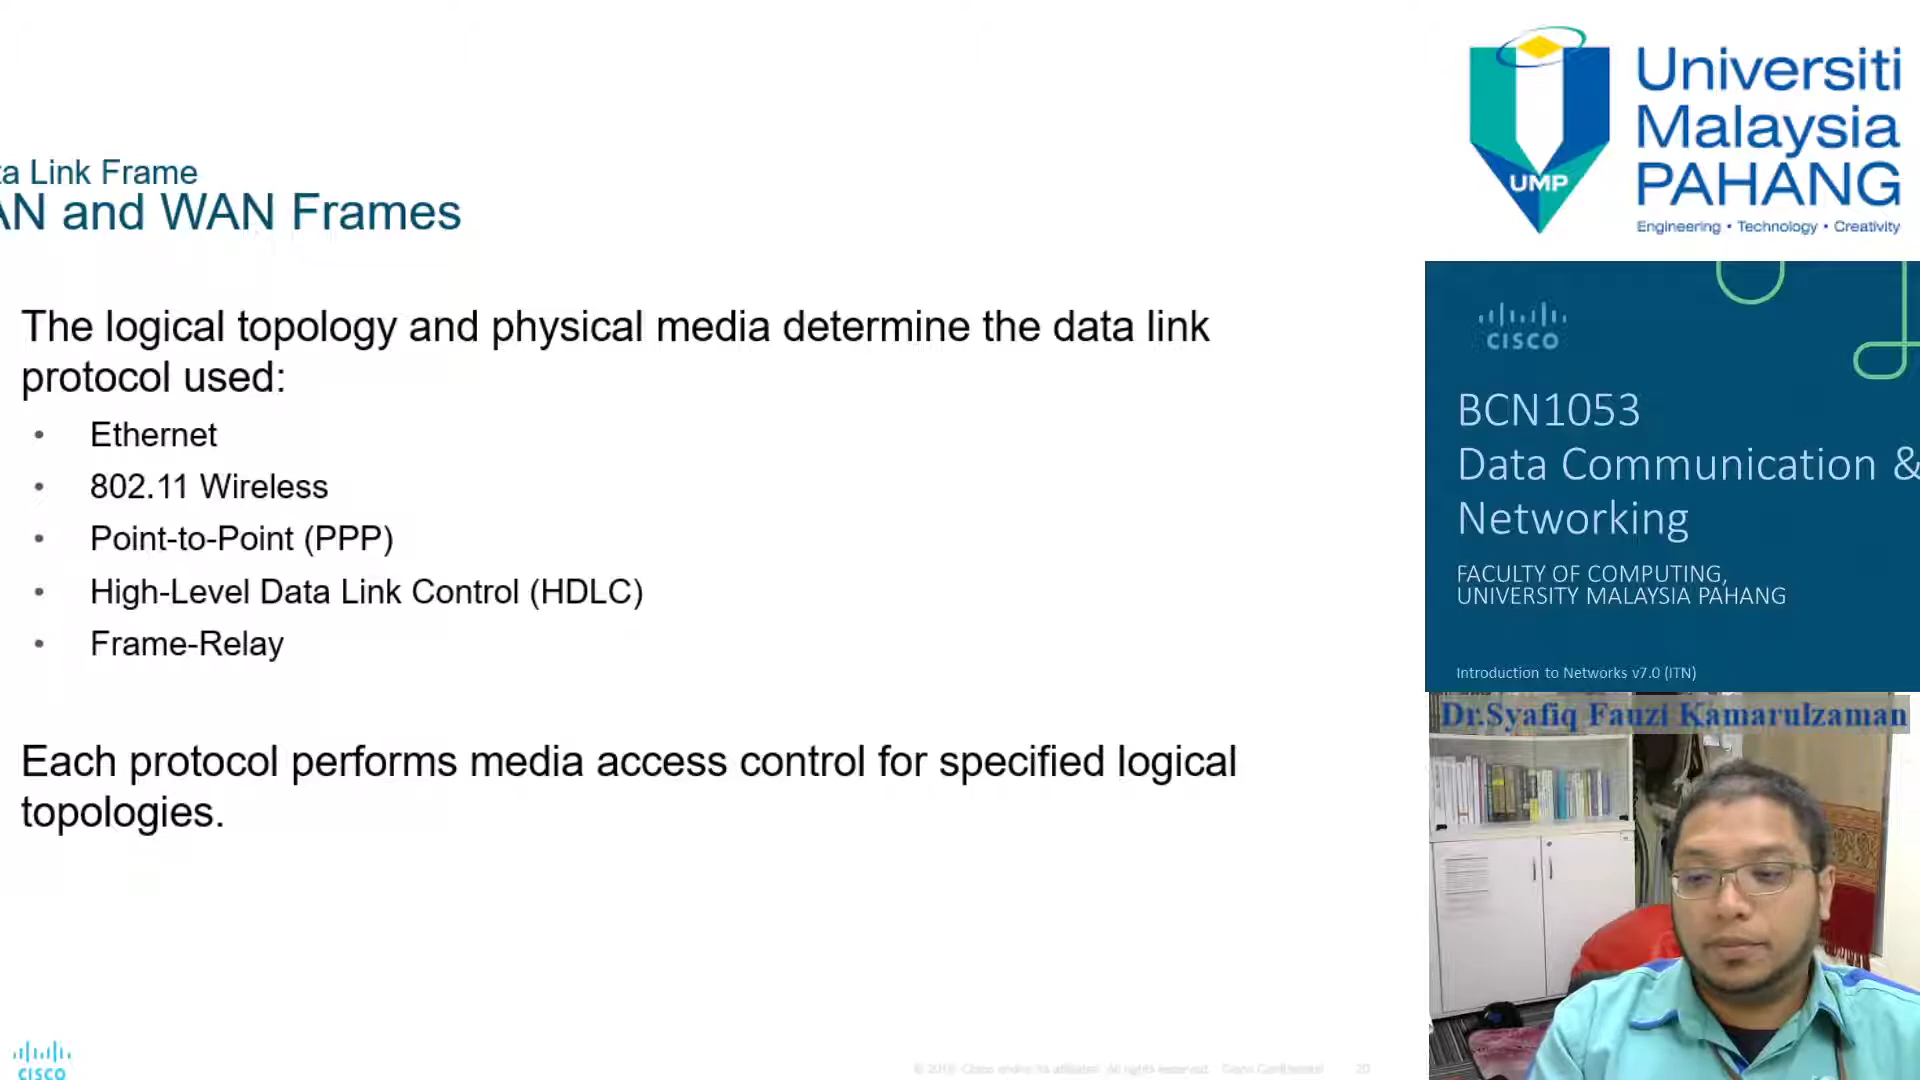 ta Link Frame
AN and WAN Frames
The logical topology and physical media determine the data link
protocol used:
• Ethernet
• 802.11 Wireless
• Point-to-Point (PPP)
• High-Level Data Link Control (HDLC)
• Frame-Relay
Each protocol performs media access control for specified logical
topologies.
CISCO
20
UMP
Universiti
Malaysia
PAHANG
Engineering • Technology • Creativity
CISCO
BCN1053
Data Communication &
Networking
FACULTY OF COMPUTING,
UNIVERSITY MALAYSIA PAHANG
Introduction to Networks v7.0 (ITN)
Dr.Syafiq Fauzi Kamarulzaman